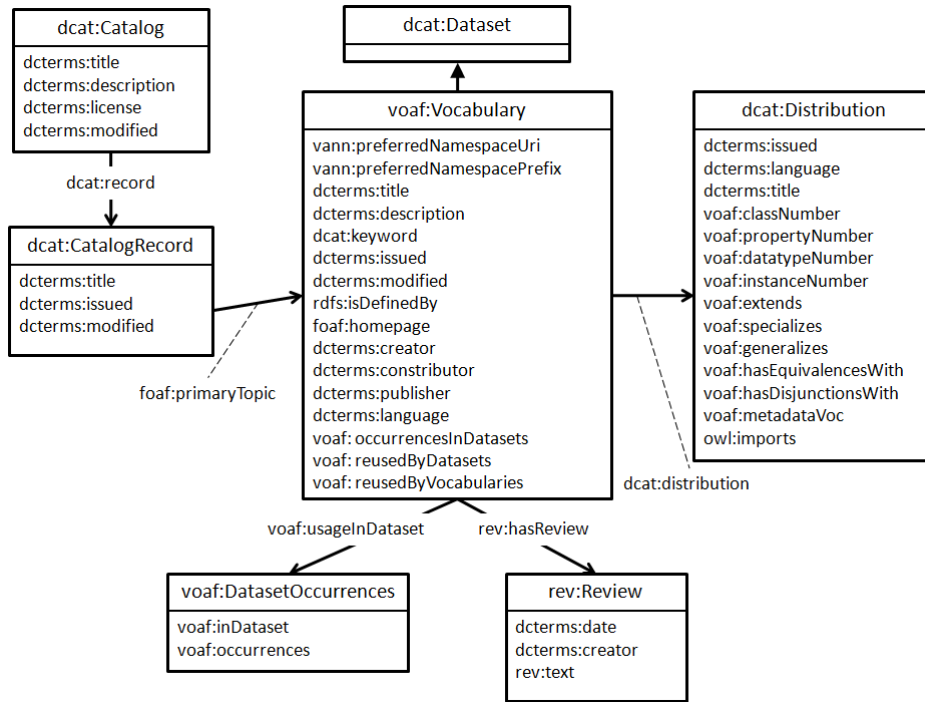 dcat:Catalog
dcterms:title
dcterms:description
dcterms:license
dcterms:modified
dcat:record
dcat:CatalogRecord
dcterms:title
dcterms:issued
dcterms:modified
foaf:primaryTopic
dcat:Dataset
voaf:Vocabulary
vann:preferredNamespaceUri
vann:preferredNamespacePrefix
dcterms:title
dcterms:description
dcat:keyword
dcterms:issued
dcterms:modified
rdfs:isDefinedBy
foaf:homepage
dcterms:creator
dcterms:constributor
dcterms:publisher
dcterms:language
voaf: occurrencesInDatasets
voaf: reusedByDatasets
voaf: reusedByVocabularies
dcat:Distribution
dcterms:issued
dcterms:language
dcterms:title
voaf:classNumber
voaf:propertyNumber
voaf:datatypeNumber
voaf:instanceNumber
voaf:extends
voaf:specializes
voaf:generalizes
voaf:hasEquivalencesWith
voaf:hasDisjunctionsWith
voaf:metadataVoc
owl:imports
dcat:distribution
voaf:usageInDataset
rev:hasReview
voaf:DatasetOccurrences
voaf:inDataset
voaf:occurrences
rev:Review
dcterms:date
dcterms:creator
rev:text